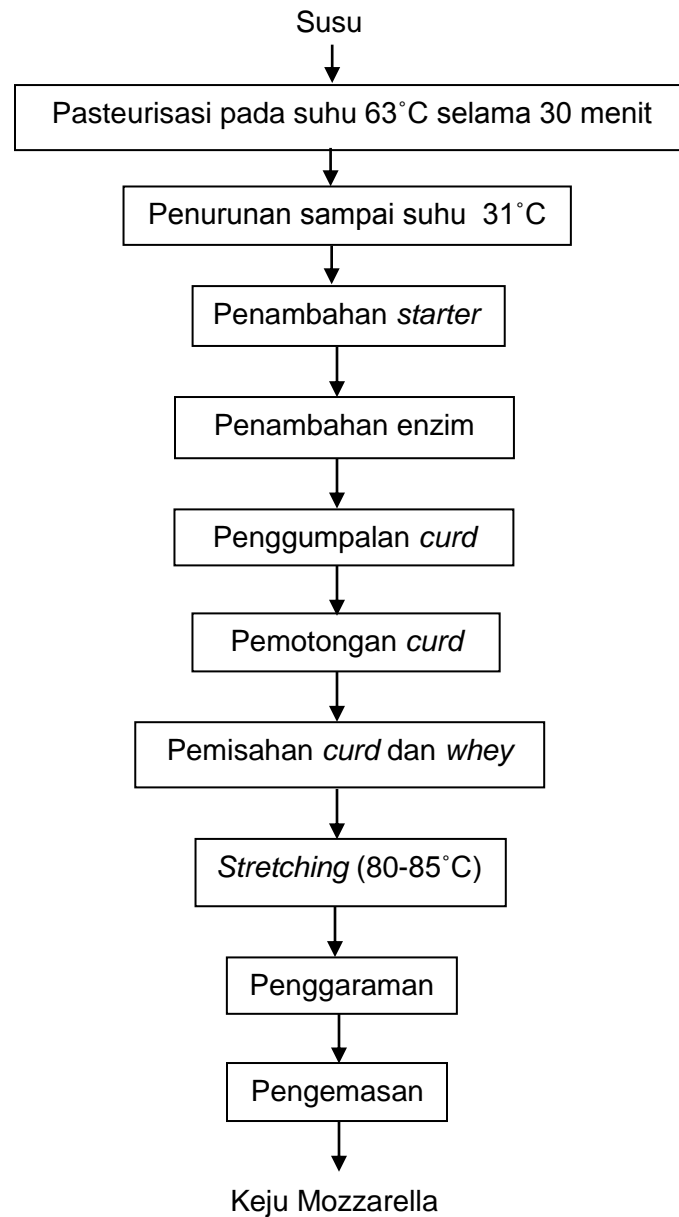 Susu
Pasteurisasi pada suhu 63˚C selama 30 menit
Penurunan sampai suhu 31˚C
Penambahan starter
Penambahan enzim
Penggumpalan curd
Pemotongan curd
Pemisahan curd dan whey
Stretching (80-85˚C)
Penggaraman
Pengemasan
Keju Mozzarella